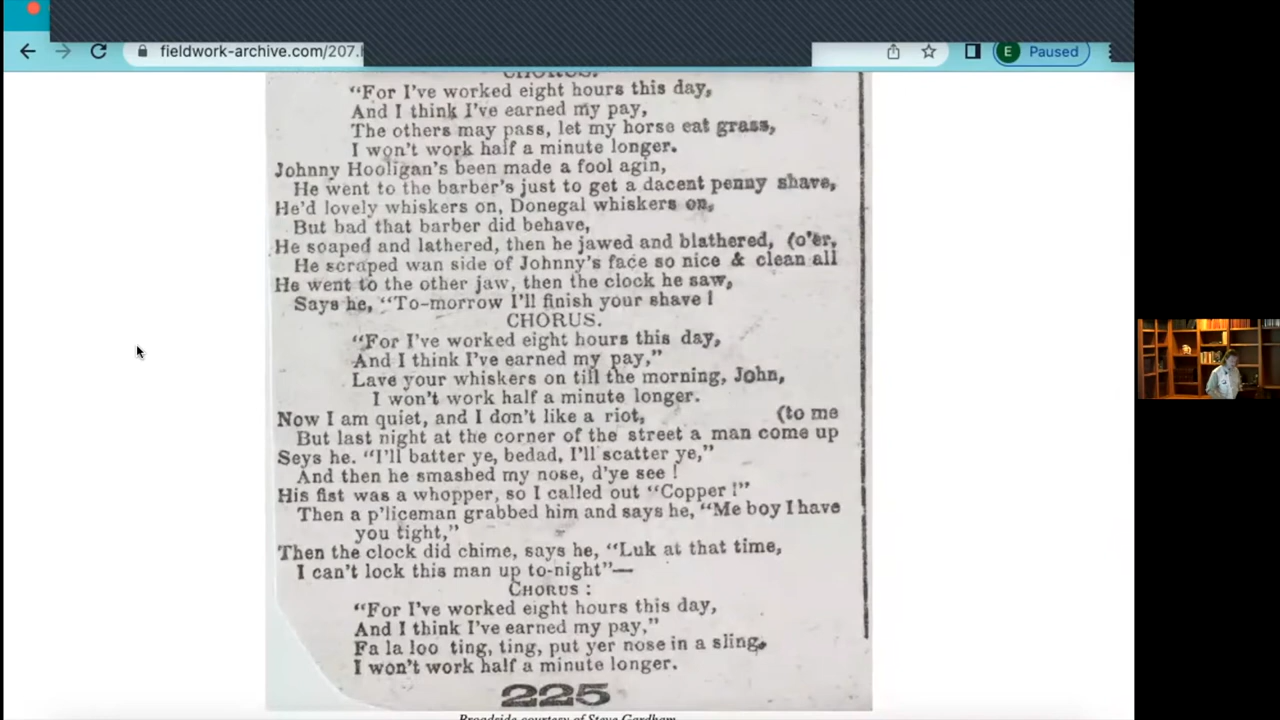 fieldwork-archive.com/207.
E Paused
CHORUS.
“For I've worked eight hours this day,
And I think I've earned my pay,
The others may pass, let my horse eat grass,
I won't work half a minute longer.
Johnny Hooligan's been made a fool agin,
He went to the barber's just to get a dacent penny shave,
He'd lovely whiskers on, Donegal whiskers on,
But bad that barber did behave,
He soaped and lathered, then he jawed and blathered, (o'er,
He scraped wan side of Johnny's face so nice & clean all
He went to the other jaw, then the clock he saw,
Says he, “To-morrow I'll finish your shave !
CHORUS.
“For I've worked eight hours this day,
And I think I've earned my pay,”
Lave your whiskers on till the morning, John,
I won't work half a minute longer.
Now I am quiet, and I don't like a riot, (to me
But last night at the corner of the street a man come up
Seys he. “I'll batter ye, bedad, I'll scatter ye,”
And then he smashed my nose, d'ye see !
His fist was a whopper, so I called out “Copper !”
Then a p'liceman grabbed him and says he, “Me boy I have
you tight,”
Then the clock did chime, says he, “Luk at that time,
I can't lock this man up to-night”—
CHORUS :
“For I've worked eight hours this day,
And I think I've earned my pay,”
Fa la loo ting, ting, put yer nose in a sling,
I won't work half a minute longer.
225
Broadside courtesy of Steve Gardham